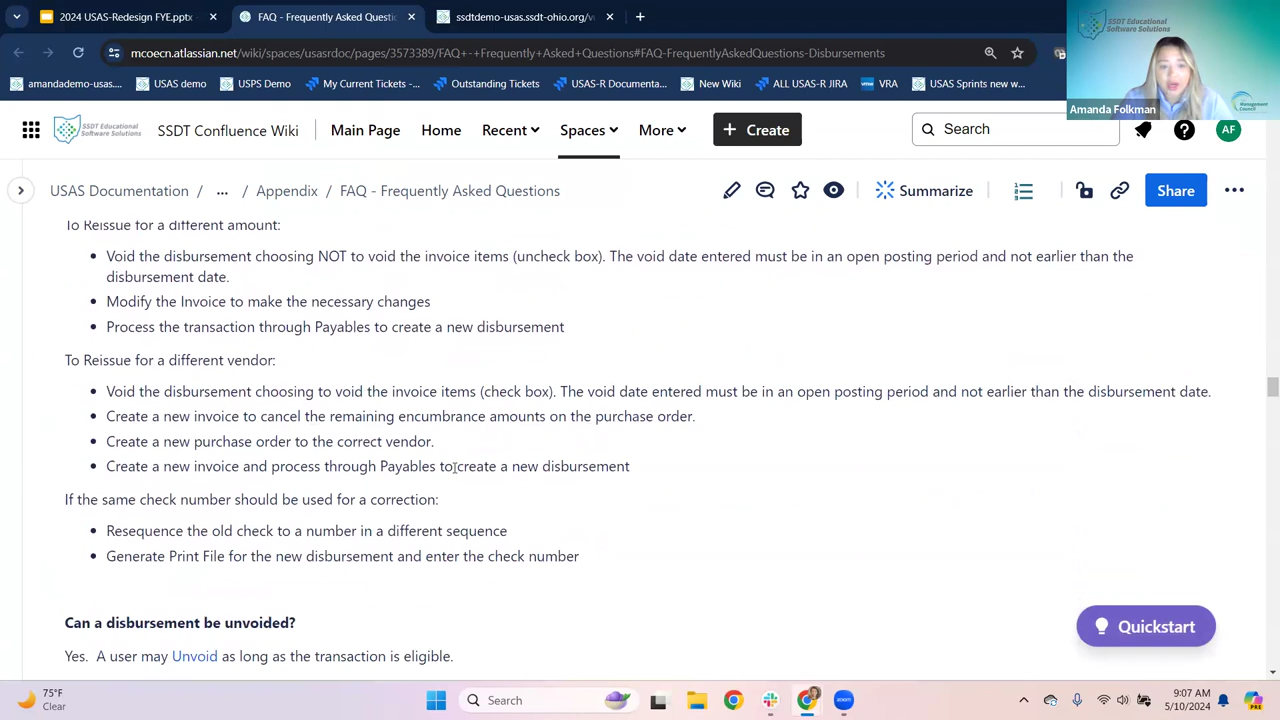 2024-USAS-Redesign FYE.pptx
FAQ - Frequently Asked Questi
ssdtdemo-usas.ssdt-ohio.org/v
mcoecn.atlassian.net/wiki/spaces/usasrdoc/pages/3573389/FAQ+-+Frequently+Asked+Questions#FAQ-FrequentlyAskedQuestions-Disbursements
amandademo-usas....
USAS demo
USPS Demo
My Current Tickets -...
Outstanding Tickets
USAS-R Documenta...
New Wiki
ALL USAS-R JIRA
VRA
USAS Sprints new w...
SSDT Educational
Software Solutions
Management
Council
Amanda Folkman
SSDT Educational
Software Solutions
SSDT Confluence Wiki
Main Page
Home
Recent
Spaces
More
+ Create
Search
AF
USAS Documentation / ... / Appendix / FAQ - Frequently Asked Questions
Summarize
Share
To Reissue for a different amount:
• Void the disbursement choosing NOT to void the invoice items (uncheck box). The void date entered must be in an open posting period and not earlier than the
disbursement date.
• Modify the Invoice to make the necessary changes
• Process the transaction through Payables to create a new disbursement
To Reissue for a different vendor:
• Void the disbursement choosing to void the invoice items (check box). The void date entered must be in an open posting period and not earlier than the disbursement date.
• Create a new invoice to cancel the remaining encumbrance amounts on the purchase order.
• Create a new purchase order to the correct vendor.
• Create a new invoice and process through Payables to create a new disbursement
If the same check number should be used for a correction:
• Resequence the old check to a number in a different sequence
• Generate Print File for the new disbursement and enter the check number
Can a disbursement be unvoided?
Yes. A user may Unvoid as long as the transaction is eligible.
Quickstart
75°F
Clear
Search
zoom
9:07 AM
5/10/2024
PRE